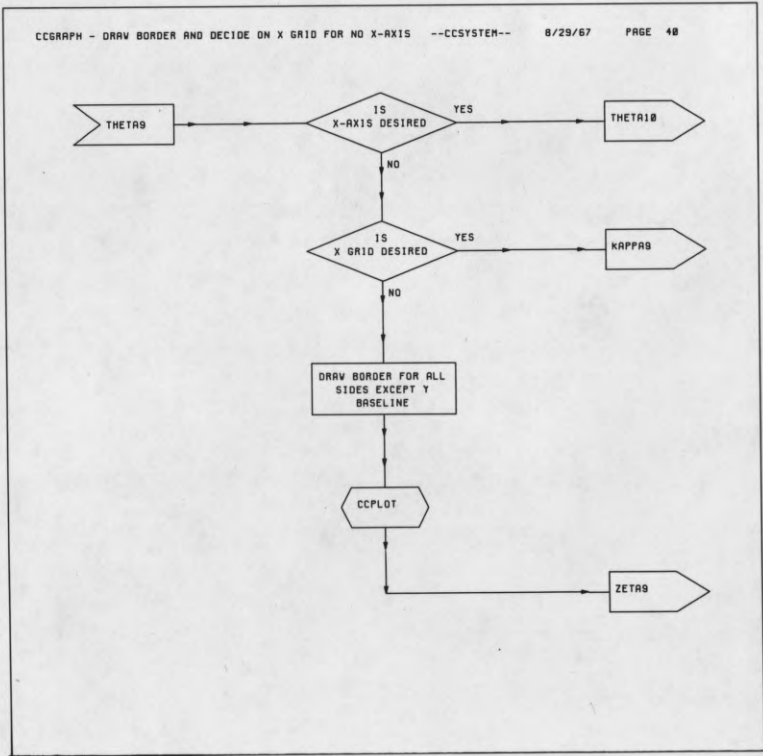 CCGRAPH - DRAW BORDER AND DECIDE ON X GRID FOR NO X-AXIS --CCSYSTEM-- 8/29/67 PAGE 40
THETA9
IS
X-AXIS DESIRED
YES
THETA10
NO
IS
X GRID DESIRED
YES
KAPPA9
NO
DRAW BORDER FOR ALL
SIDES EXCEPT Y
BASELINE
CCPLOT
ZETA9